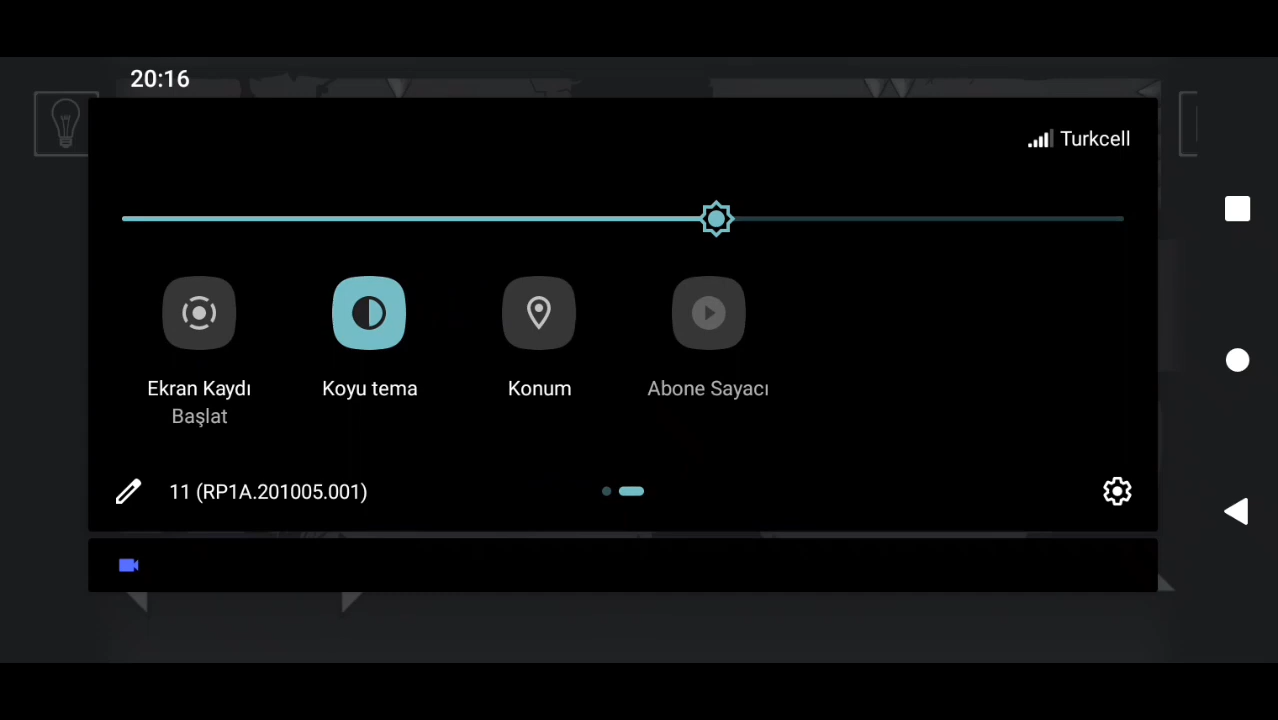 20:16
Turkcell
Ekran Kaydı
Başlat
Koyu tema
Konum
Abone Sayacı
11 (RP1A.201005.001)